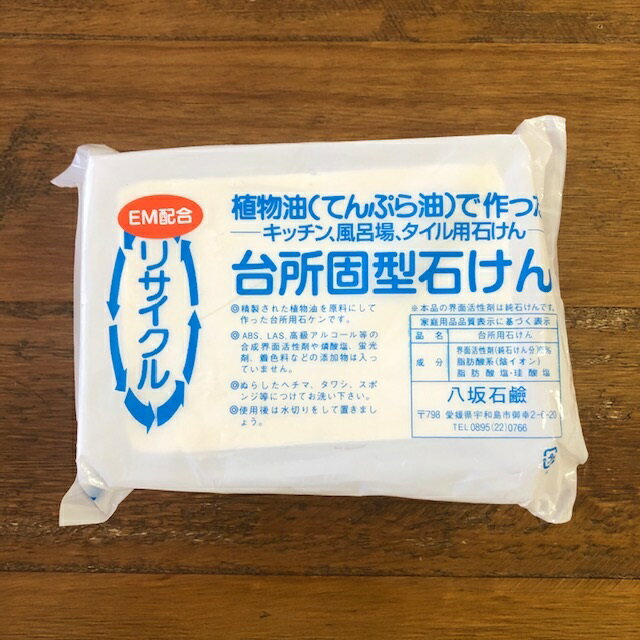 EM配合
リサイクル
植物油(てんぷら油)で作った
キッチン、風呂場、タイル用石けん
台所固型石けん
◎精製された植物油を原料にして
作った台所用石ケンです。
◎ABS、LAS、高級アルコール等の
合成界面活性剤や燐酸塩、蛍光
剤、着色料などの添加物は入っ
ていません。
◎ぬらしたヘチマ、タワシ、スポ
ンジ等につけてお洗い下さい。
◎使用後は水切りをして置きまし
ょう。
※本品の界面活性剤は純石けんです。
家庭用品品質表示に基づく表示
品名 台所用石けん
成分 界面活性剤(純石けん分 %
脂肪酸系(陰イオン)
脂肪酸塩・珪酸塩
八坂石鹼
〒798 愛媛県宇和島市御幸2- -20
TEL0895(22)0766